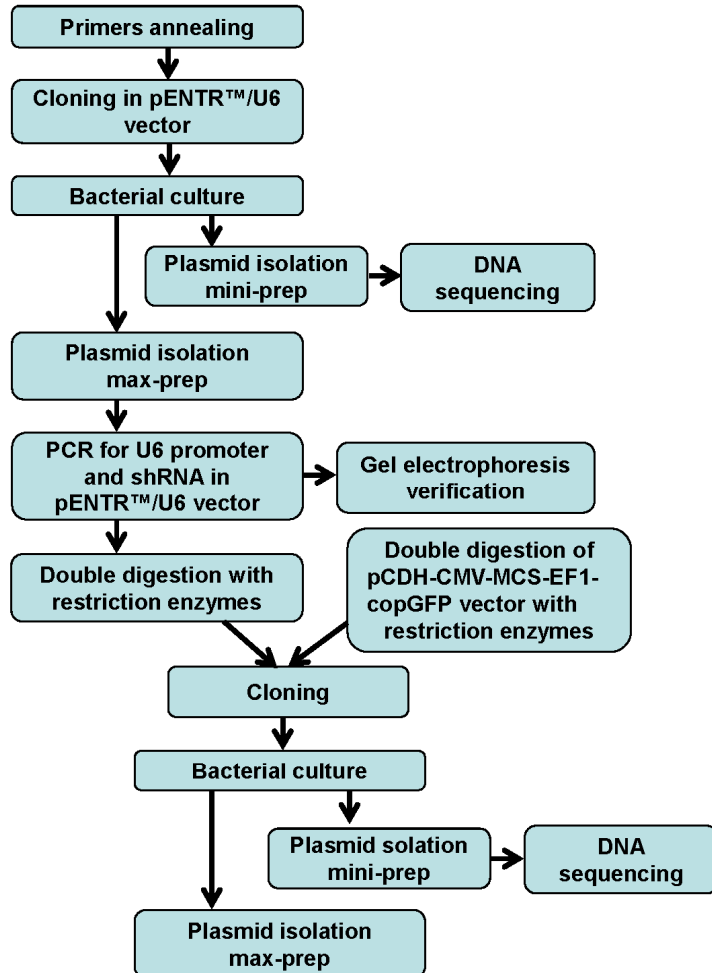 Primers annealing
Cloning in pENTR™/U6
vector
Bacterial culture
Plasmid isolation
mini-prep
DNA
sequencing
Plasmid isolation
max-prep
PCR for U6 promoter
and shRNA in
pENTR™/U6 vector
Gel electrophoresis
verification
Double digestion with
restriction enzymes
Double digestion of
pCDH-CMV-MCS-EF1-
copGFP vector with
restriction enzymes
Cloning
Bacterial culture
Plasmid solation
mini-prep
DNA
sequencing
Plasmid isolation
max-prep